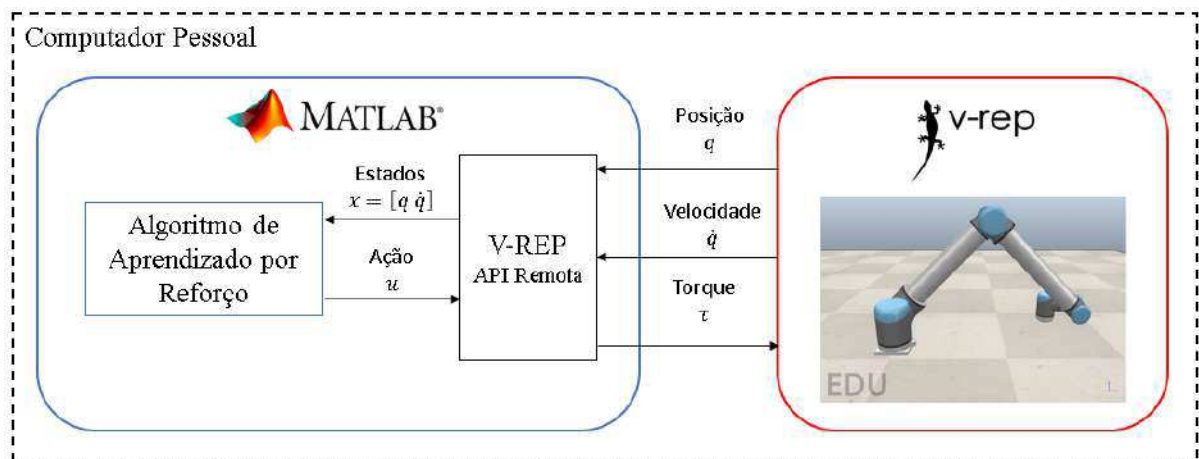 Computador Pessoal
MATLAB®
Estados
x = [q q̇]
Algoritmo de
Aprendizado por
Reforço
Ação
u
V-REP
API Remota
Posição
q
Velocidade
q̇
Torque
τ
v-rep
EDU